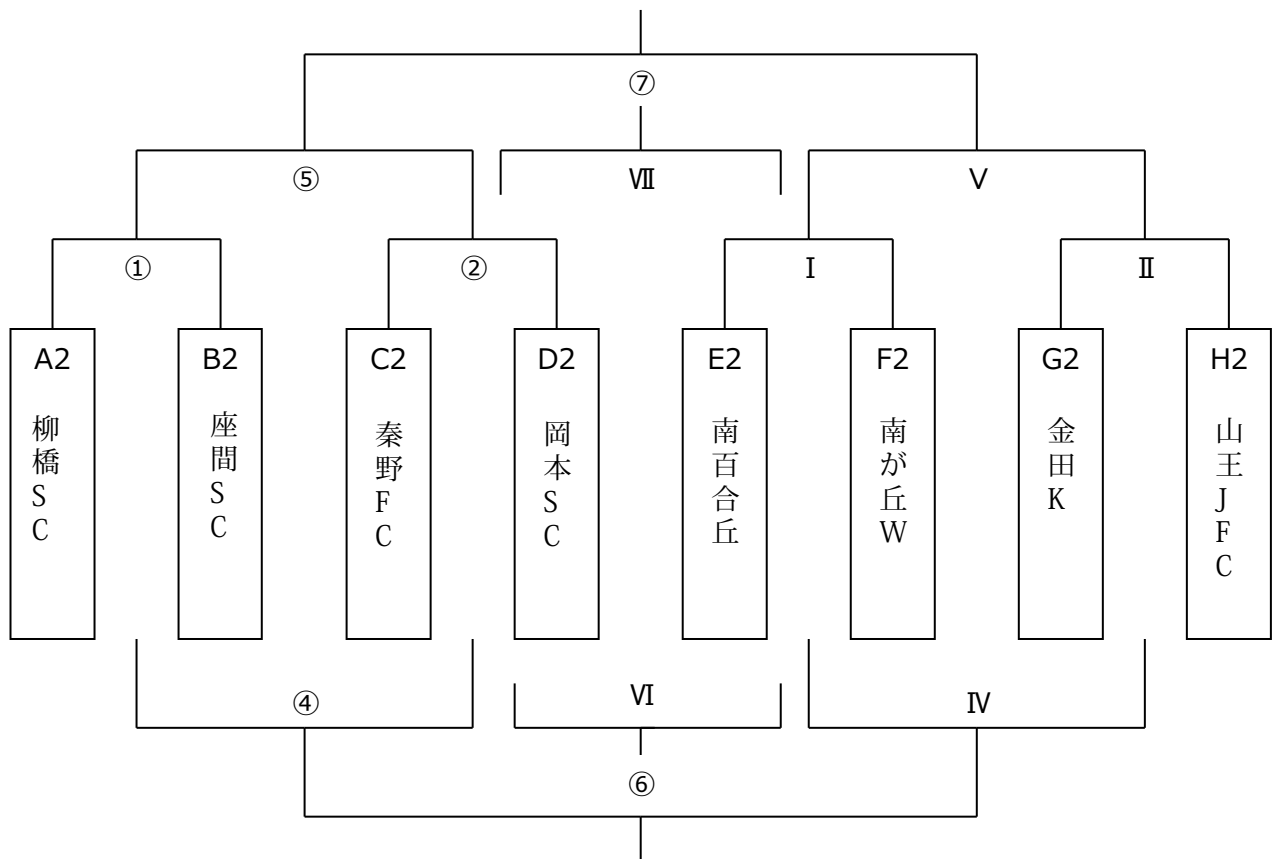 ⑦
⑤
Ⅶ
Ⅴ
①
②
Ⅰ
Ⅱ
A2
柳橋SC
B2
座間SC
C2
秦野FC
D2
岡本SC
E2
南百合丘
F2
南が丘W
G2
金田K
H2
山王JFC
④
Ⅵ
Ⅳ
⑥